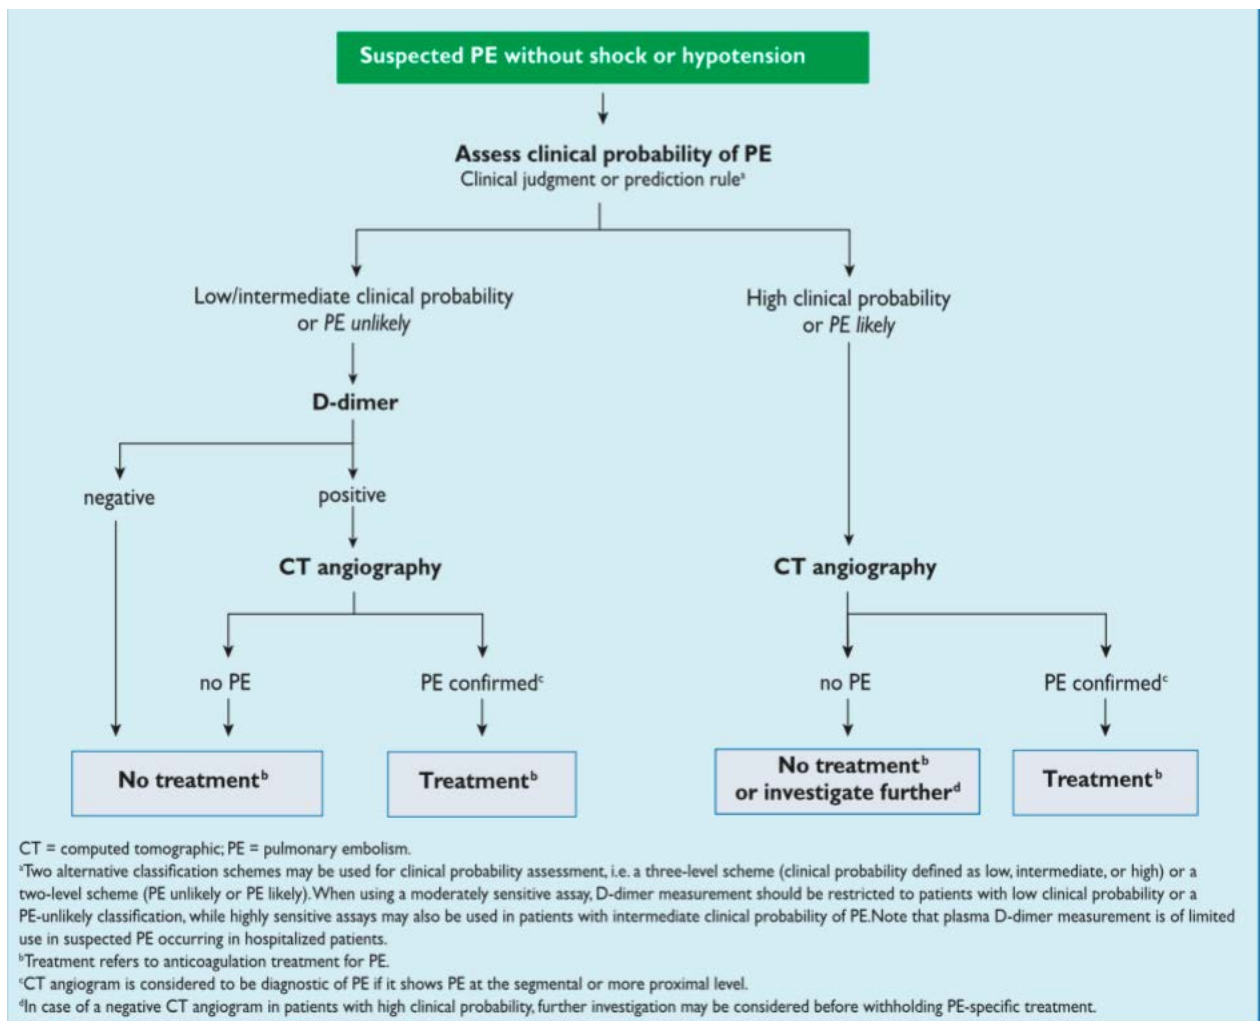 Suspected PE without shock or hypotension
Assess clinical probability of PE
Clinical judgment or prediction ruleᵃ
Low/intermediate clinical probability
or PE unlikely
High clinical probability
or PE likely
D-dimer
negative
positive
CT angiography
CT angiography
no PE
PE confirmedᶜ
no PE
PE confirmedᶜ
No treatmentᵇ
Treatmentᵇ
No treatmentᵇ
or investigate furtherᵈ
Treatmentᵇ
CT = computed tomographic; PE = pulmonary embolism.
ᵃTwo alternative classification schemes may be used for clinical probability assessment, i.e. a three-level scheme (clinical probability defined as low, intermediate, or high) or a
two-level scheme (PE unlikely or PE likely). When using a moderately sensitive assay, D-dimer measurement should be restricted to patients with low clinical probability or a
PE-unlikely classification, while highly sensitive assays may also be used in patients with intermediate clinical probability of PE. Note that plasma D-dimer measurement is of limited
use in suspected PE occurring in hospitalized patients.
ᵇTreatment refers to anticoagulation treatment for PE.
ᶜCT angiogram is considered to be diagnostic of PE if it shows PE at the segmental or more proximal level.
ᵈIn case of a negative CT angiogram in patients with high clinical probability, further investigation may be considered before withholding PE-specific treatment.